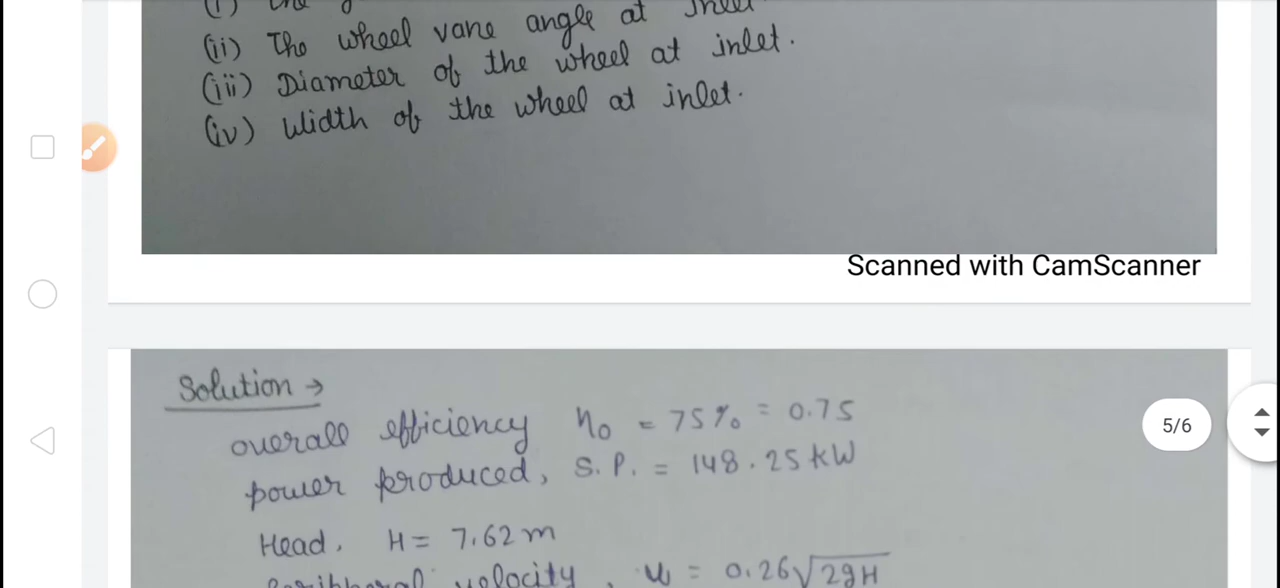 (ii) The wheel vane angle at inlet
(iii) Diameter of the wheel at inlet.
(iv) Width of the wheel at inlet.
Scanned with CamScanner
Solution →
overall efficiency ηo = 75% = 0.75
power produced, S.P. = 148.25 kW
Head, H = 7.62 m
velocity, u = 0.26√2gH
5/6